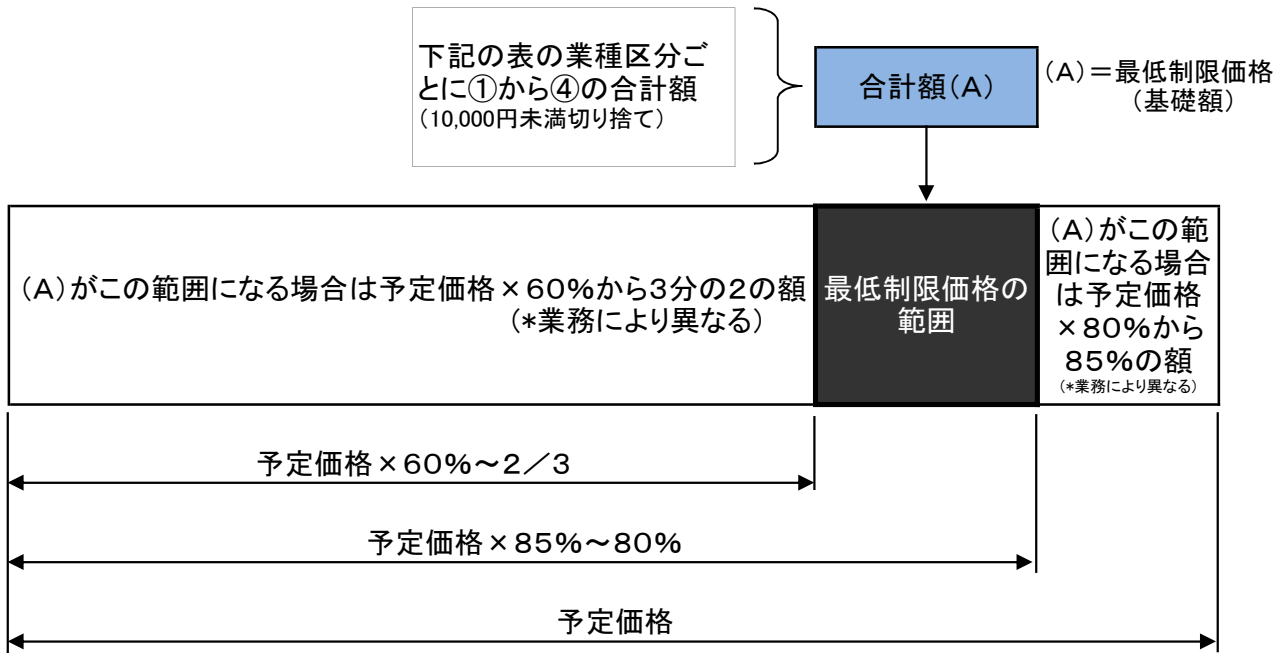 下記の表の業種区分ご
とに①から④の合計額
（10,000円未満切り捨て）
合計額（A）
（A）＝最低制限価格
（基礎額）
（A）がこの範囲になる場合は予定価格×60％から3分の2の額
（*業務により異なる）
最低制限価格の
範囲
（A）がこの範
囲になる場合
は予定価格
×80％から
85％の額
（*業務により異なる）
予定価格×60％～2／3
予定価格×85％～80％
予定価格